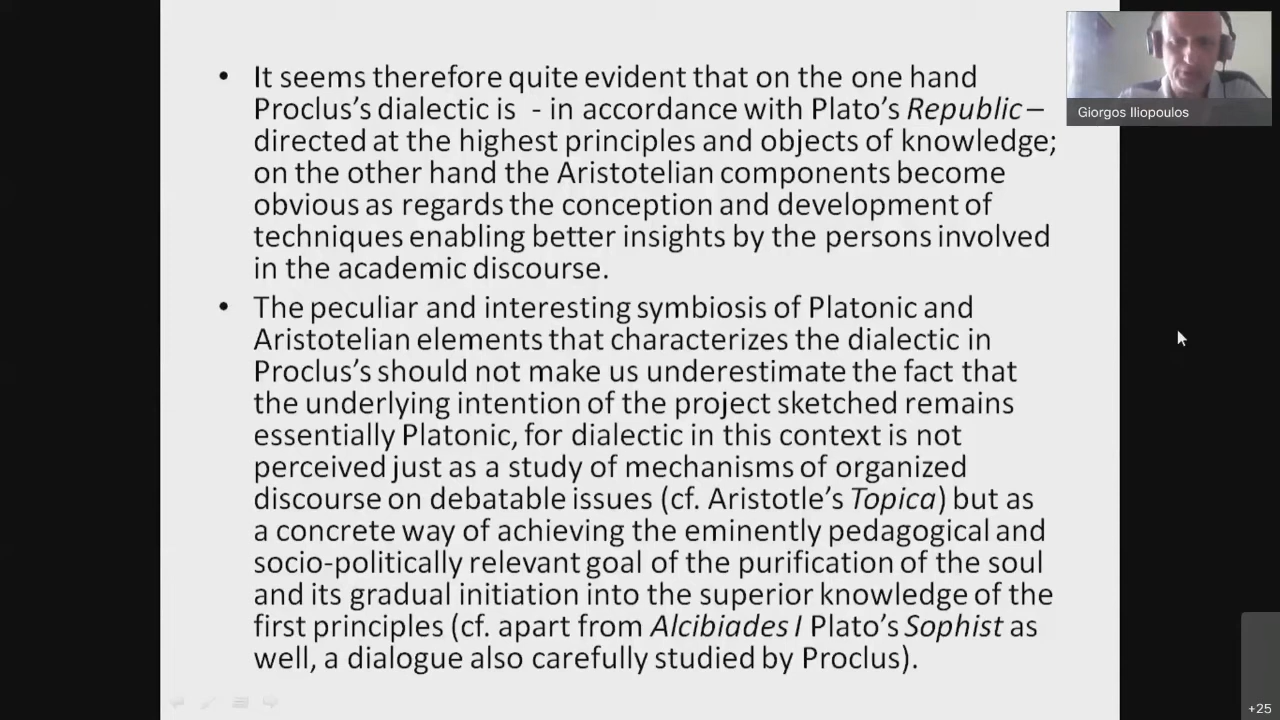 • It seems therefore quite evident that on the one hand
Proclus’s dialectic is - in accordance with Plato’s Republic –
directed at the highest principles and objects of knowledge;
on the other hand the Aristotelian components become
obvious as regards the conception and development of
techniques enabling better insights by the persons involved
in the academic discourse.
• The peculiar and interesting symbiosis of Platonic and
Aristotelian elements that characterizes the dialectic in
Proclus’s should not make us underestimate the fact that
the underlying intention of the project sketched remains
essentially Platonic, for dialectic in this context is not
perceived just as a study of mechanisms of organized
discourse on debatable issues (cf. Aristotle’s Topica) but as
a concrete way of achieving the eminently pedagogical and
socio-politically relevant goal of the purification of the soul
and its gradual initiation into the superior knowledge of the
first principles (cf. apart from Alcibiades I Plato’s Sophist as
well, a dialogue also carefully studied by Proclus).
Giorgos Iliopoulos
+25